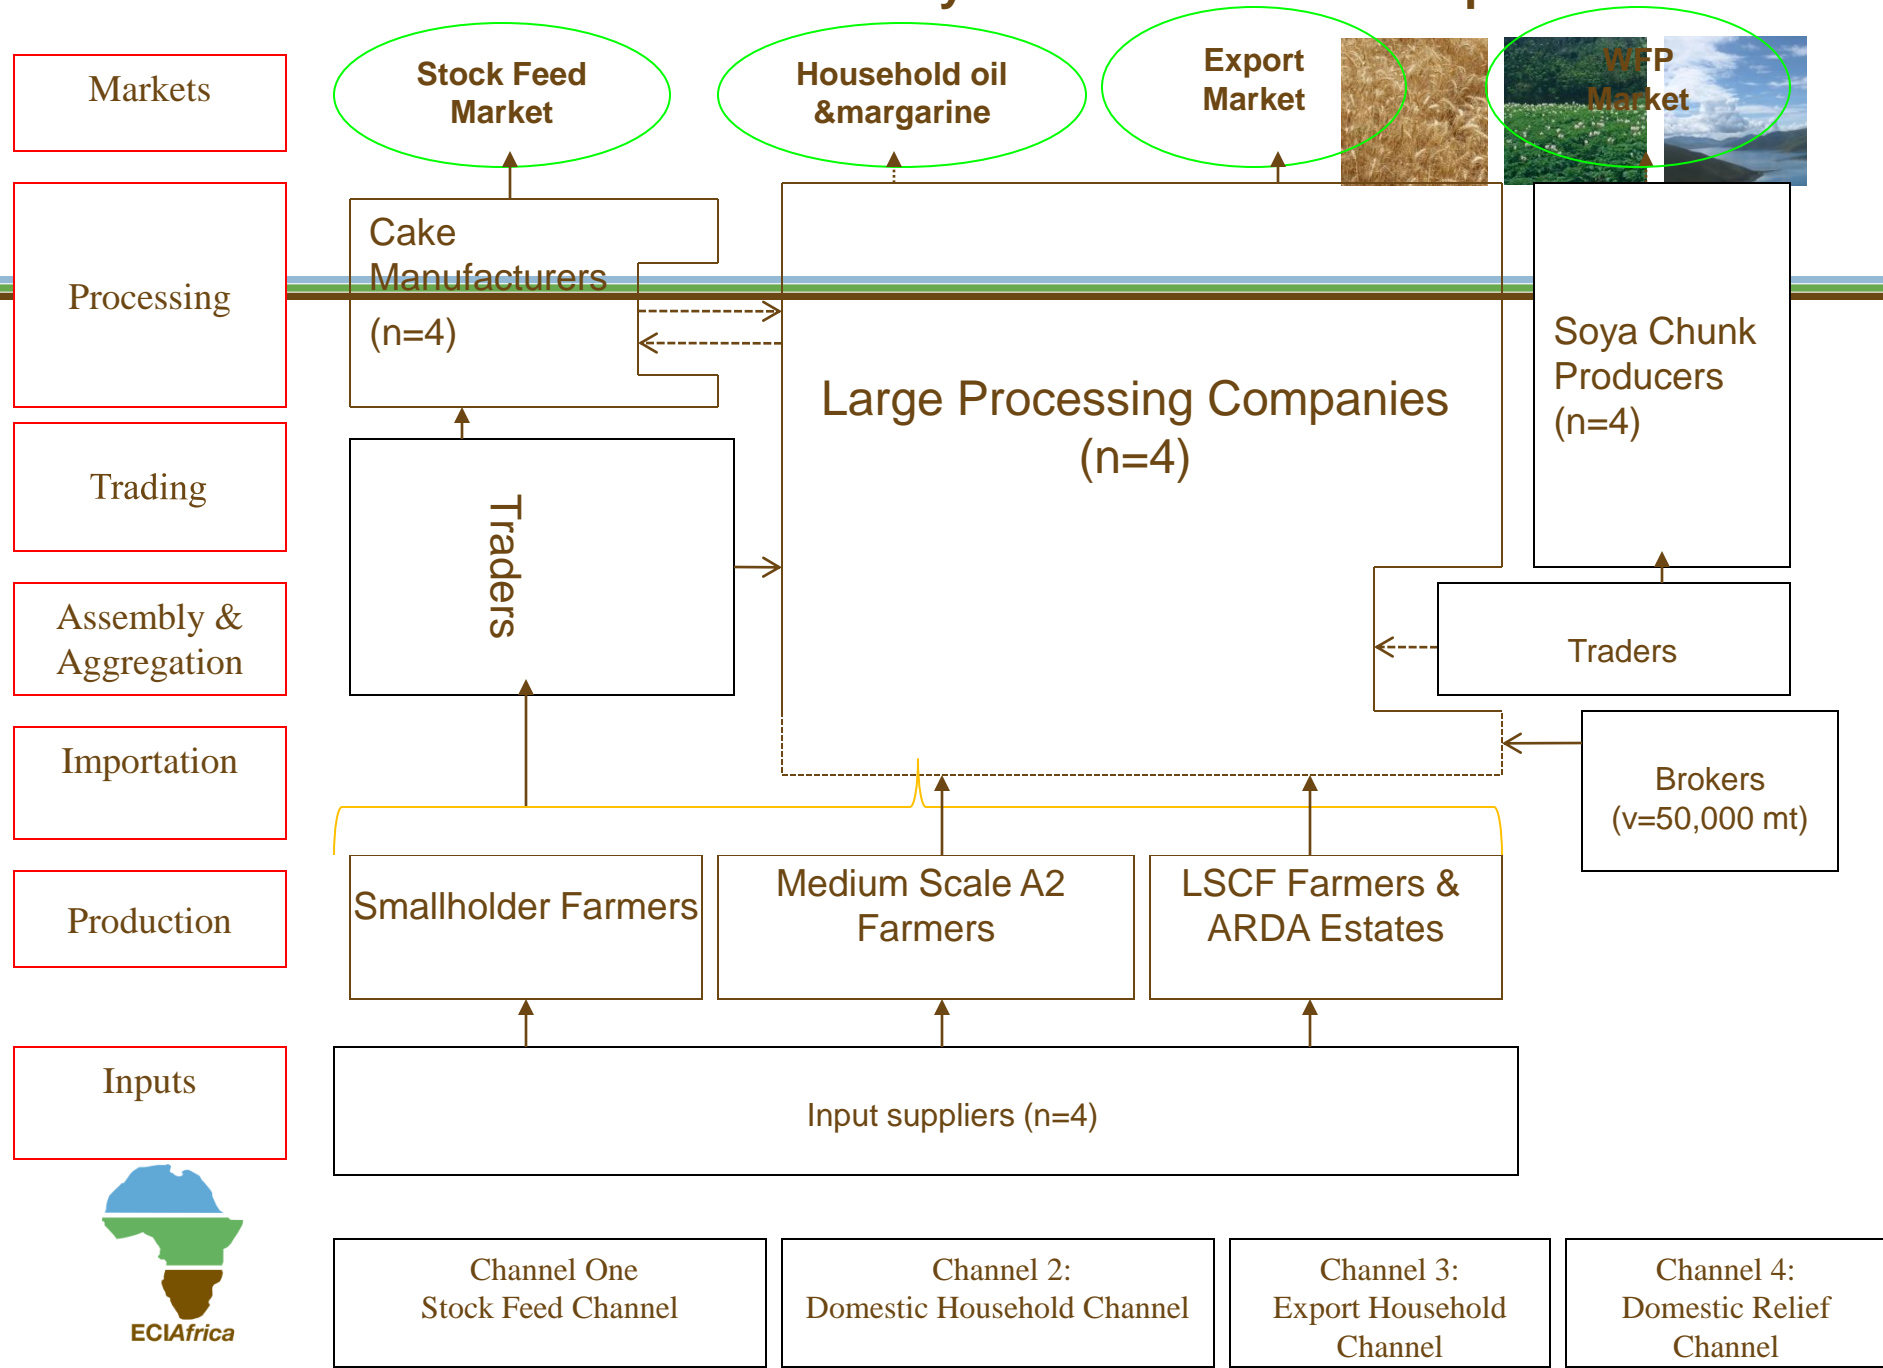 Markets
Stock Feed
Market
Household oil
&margarine
Export
Market
WFP
Market
Processing
Cake
Manufacturers
(n=4)
Large Processing Companies
(n=4)
Soya Chunk
Producers
(n=4)
Trading
Traders
Assembly &
Aggregation
Traders
Importation
Brokers
(v=50,000 mt)
Production
Smallholder Farmers
Medium Scale A2
Farmers
LSCF Farmers &
ARDA Estates
Inputs
Input suppliers (n=4)
ECIAfrica
Channel One
Stock Feed Channel
Channel 2:
Domestic Household Channel
Channel 3:
Export Household
Channel
Channel 4:
Domestic Relief
Channel